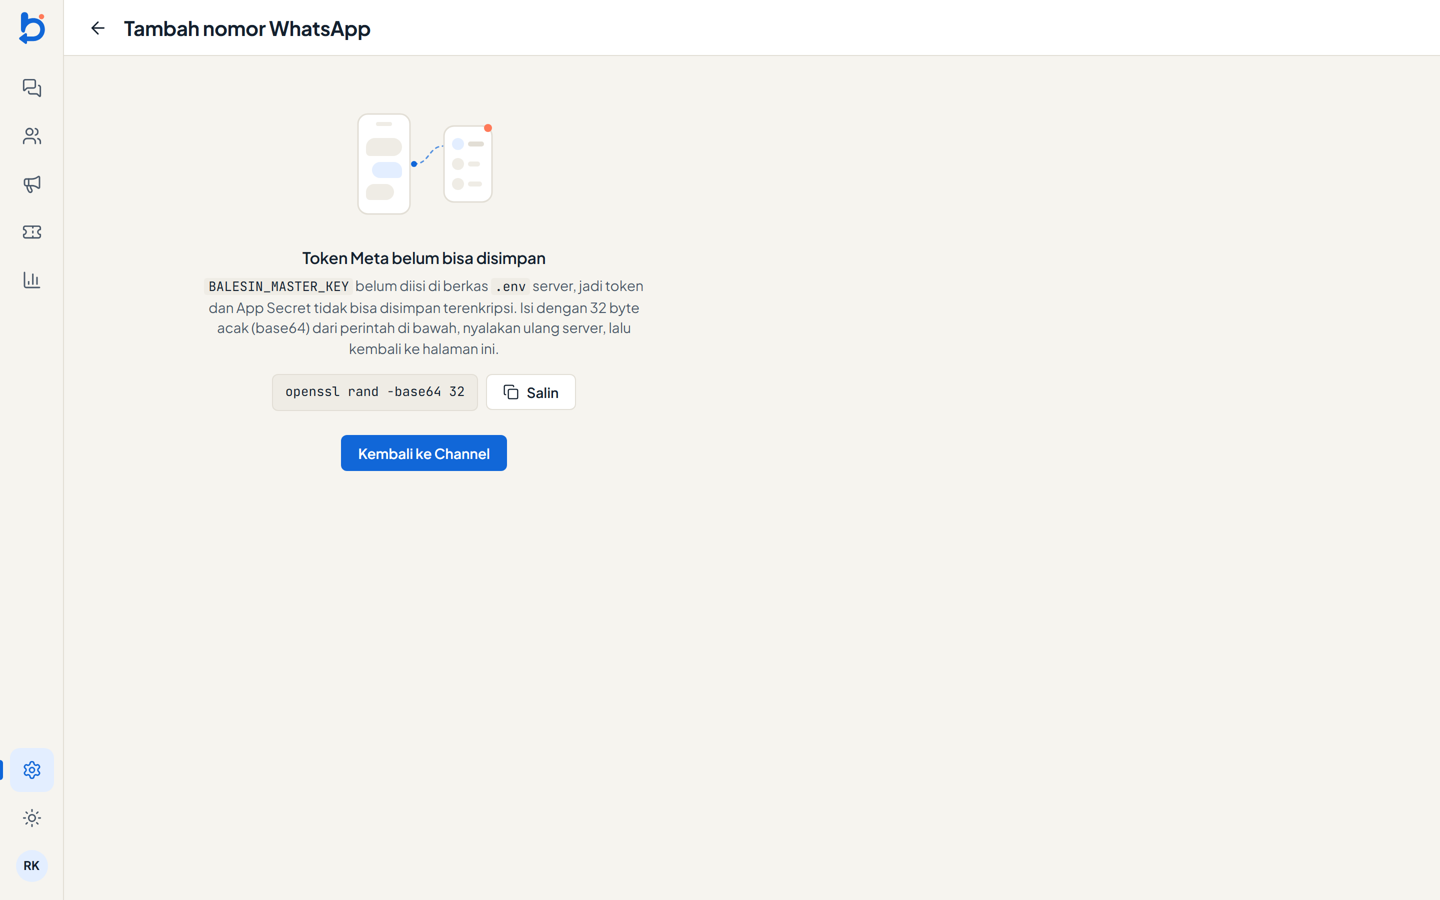 Tambah nomor WhatsApp
Token Meta belum bisa disimpan
BALESIN_MASTER_KEY belum diisi di berkas .env server, jadi token
dan App Secret tidak bisa disimpan terenkripsi. Isi dengan 32 byte
acak (base64) dari perintah di bawah, nyalakan ulang server, lalu
kembali ke halaman ini.
openssl rand -base64 32
Salin
Kembali ke Channel
RK